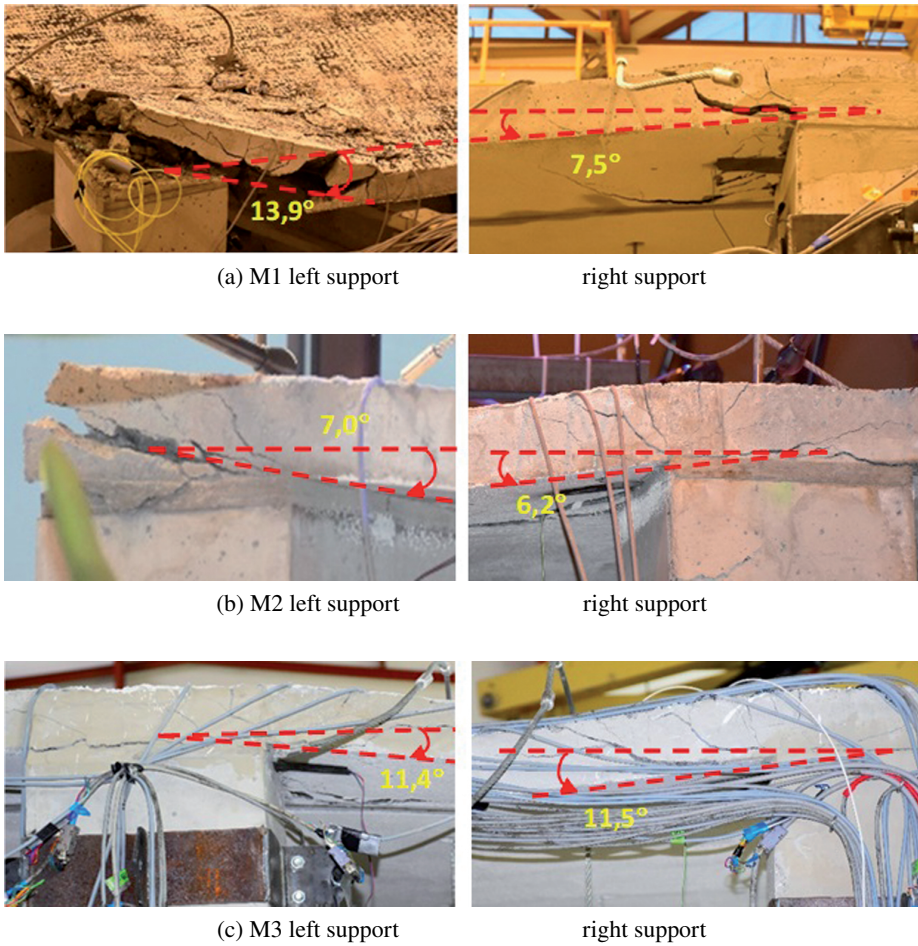 13,9°
7,5°
(a) M1 left support right support
7,0°
6,2°
(b) M2 left support right support
11,4°
11,5°
(c) M3 left support right support